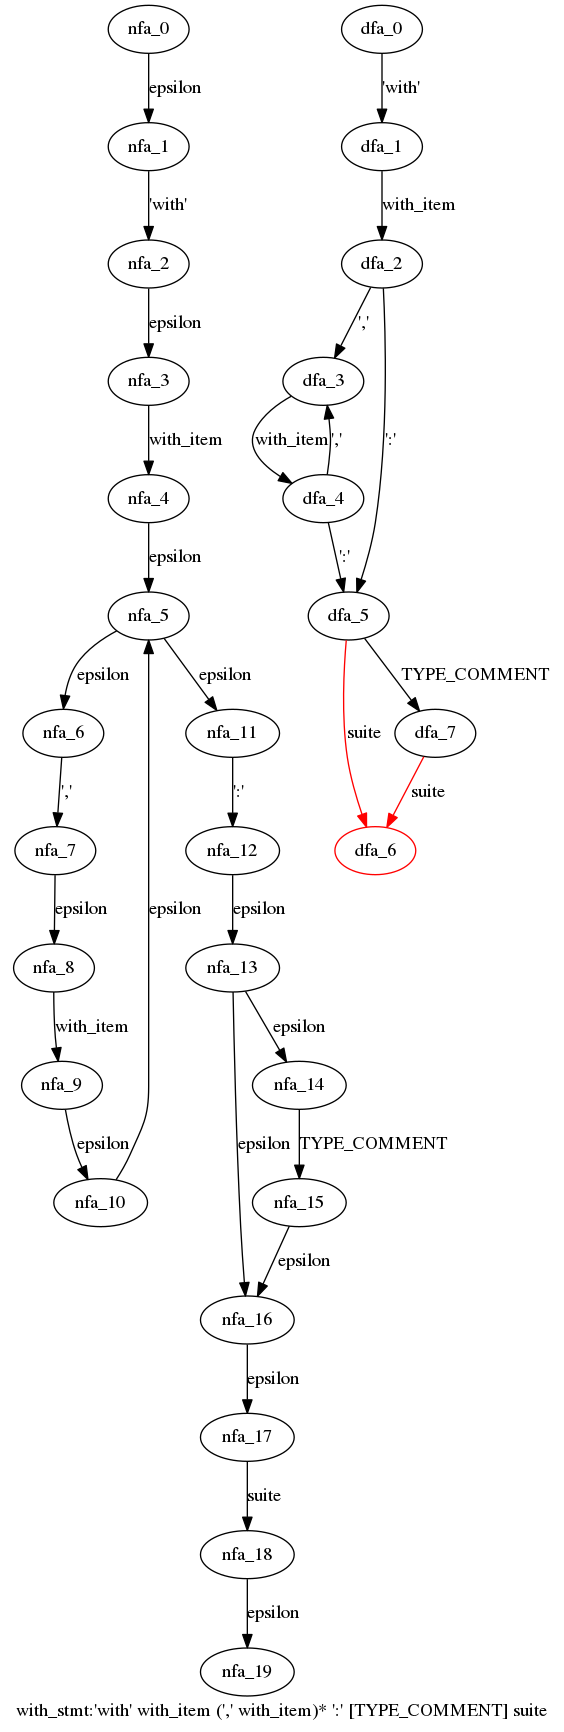 nfa_0
epsilon
nfa_1
'with'
nfa_2
epsilon
nfa_3
with_item
nfa_4
epsilon
nfa_5
epsilon
epsilon
nfa_6
nfa_11
','
':'
nfa_7
nfa_12
epsilon
epsilon
epsilon
nfa_8
nfa_13
with_item
epsilon
nfa_9
nfa_14
epsilon
epsilon
TYPE_COMMENT
nfa_10
nfa_15
epsilon
nfa_16
epsilon
nfa_17
suite
nfa_18
epsilon
nfa_19
dfa_0
'with'
dfa_1
with_item
dfa_2
','
dfa_3
with_item
','
':'
dfa_4
':'
dfa_5
TYPE_COMMENT
suite
dfa_7
suite
dfa_6
with_stmt:'with' with_item (',' with_item)* ':' [TYPE_COMMENT] suite